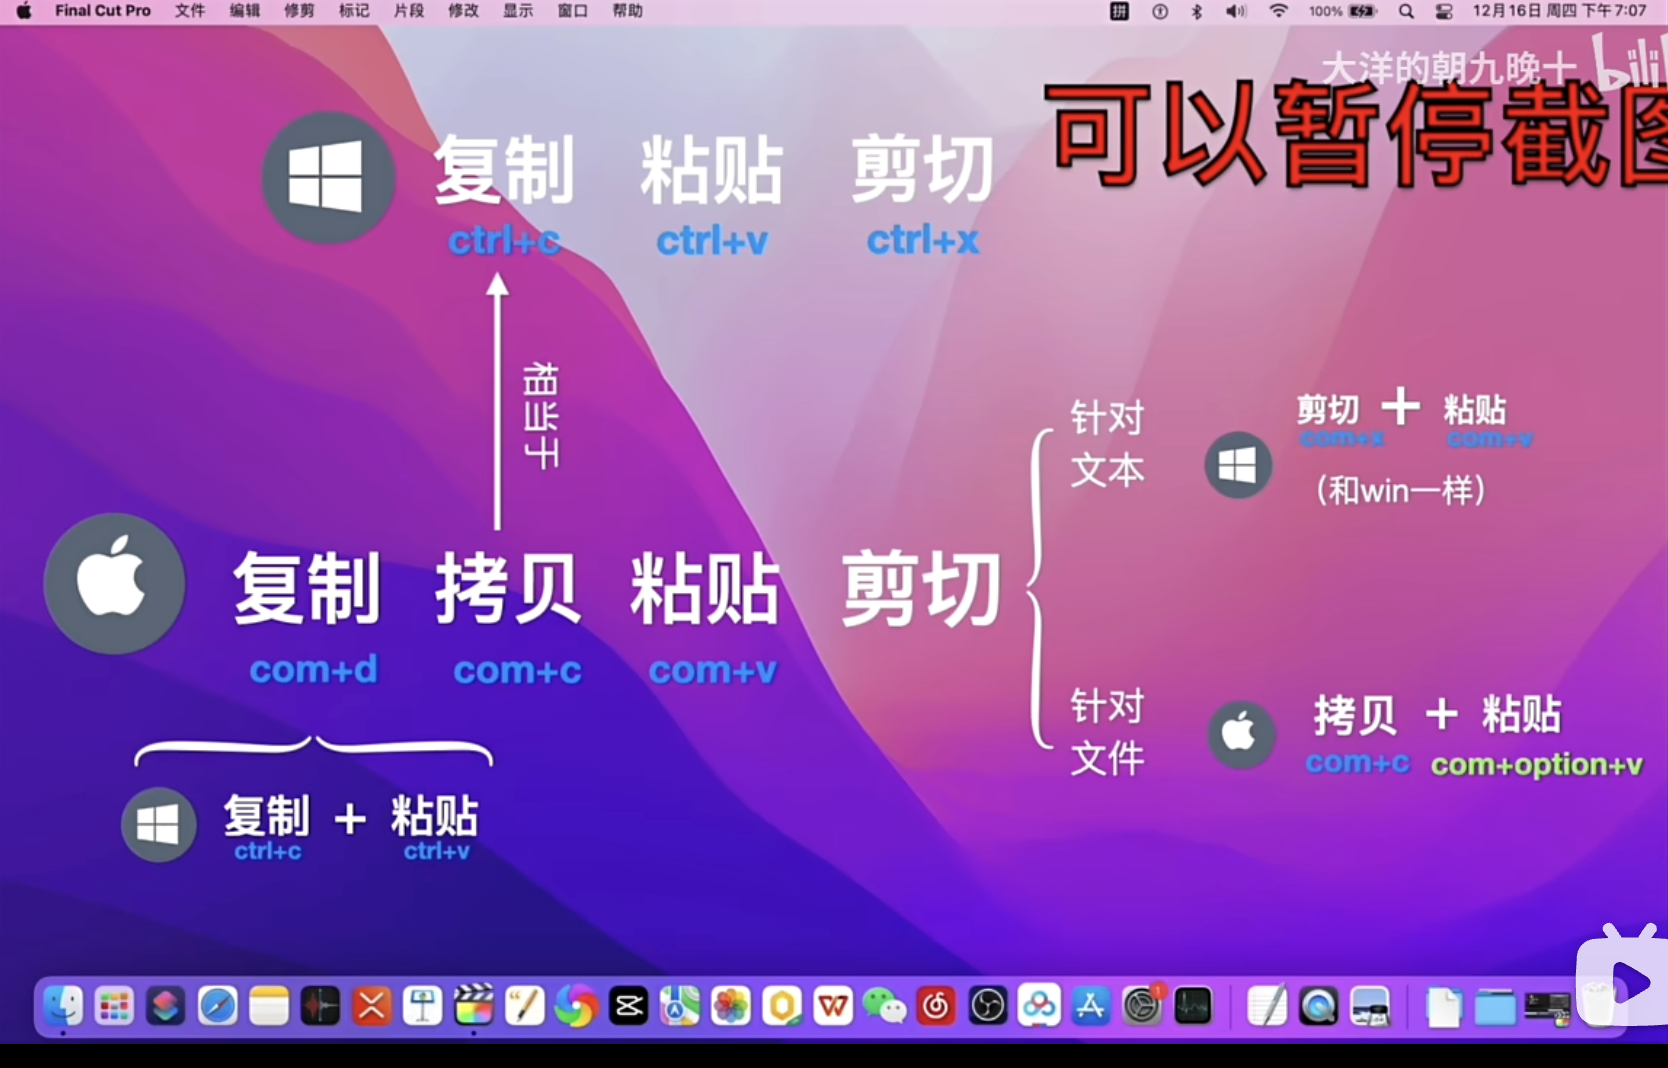 Final Cut Pro 文件 编辑 修剪 标记 片段 修改 显示 窗口 帮助 拼 100% 12月16日 周四 下午7:07
大洋的朝九晚十 bili
可以暂停截图
复制 粘贴 剪切
ctrl+c ctrl+v ctrl+x
相当于
针对
文本
剪切 + 粘贴
com+x com+v
(和win一样)
复制 拷贝 粘贴 剪切
com+d com+c com+v
针对
文件
拷贝 + 粘贴
com+c com+option+v
复制 + 粘贴
ctrl+c ctrl+v
1